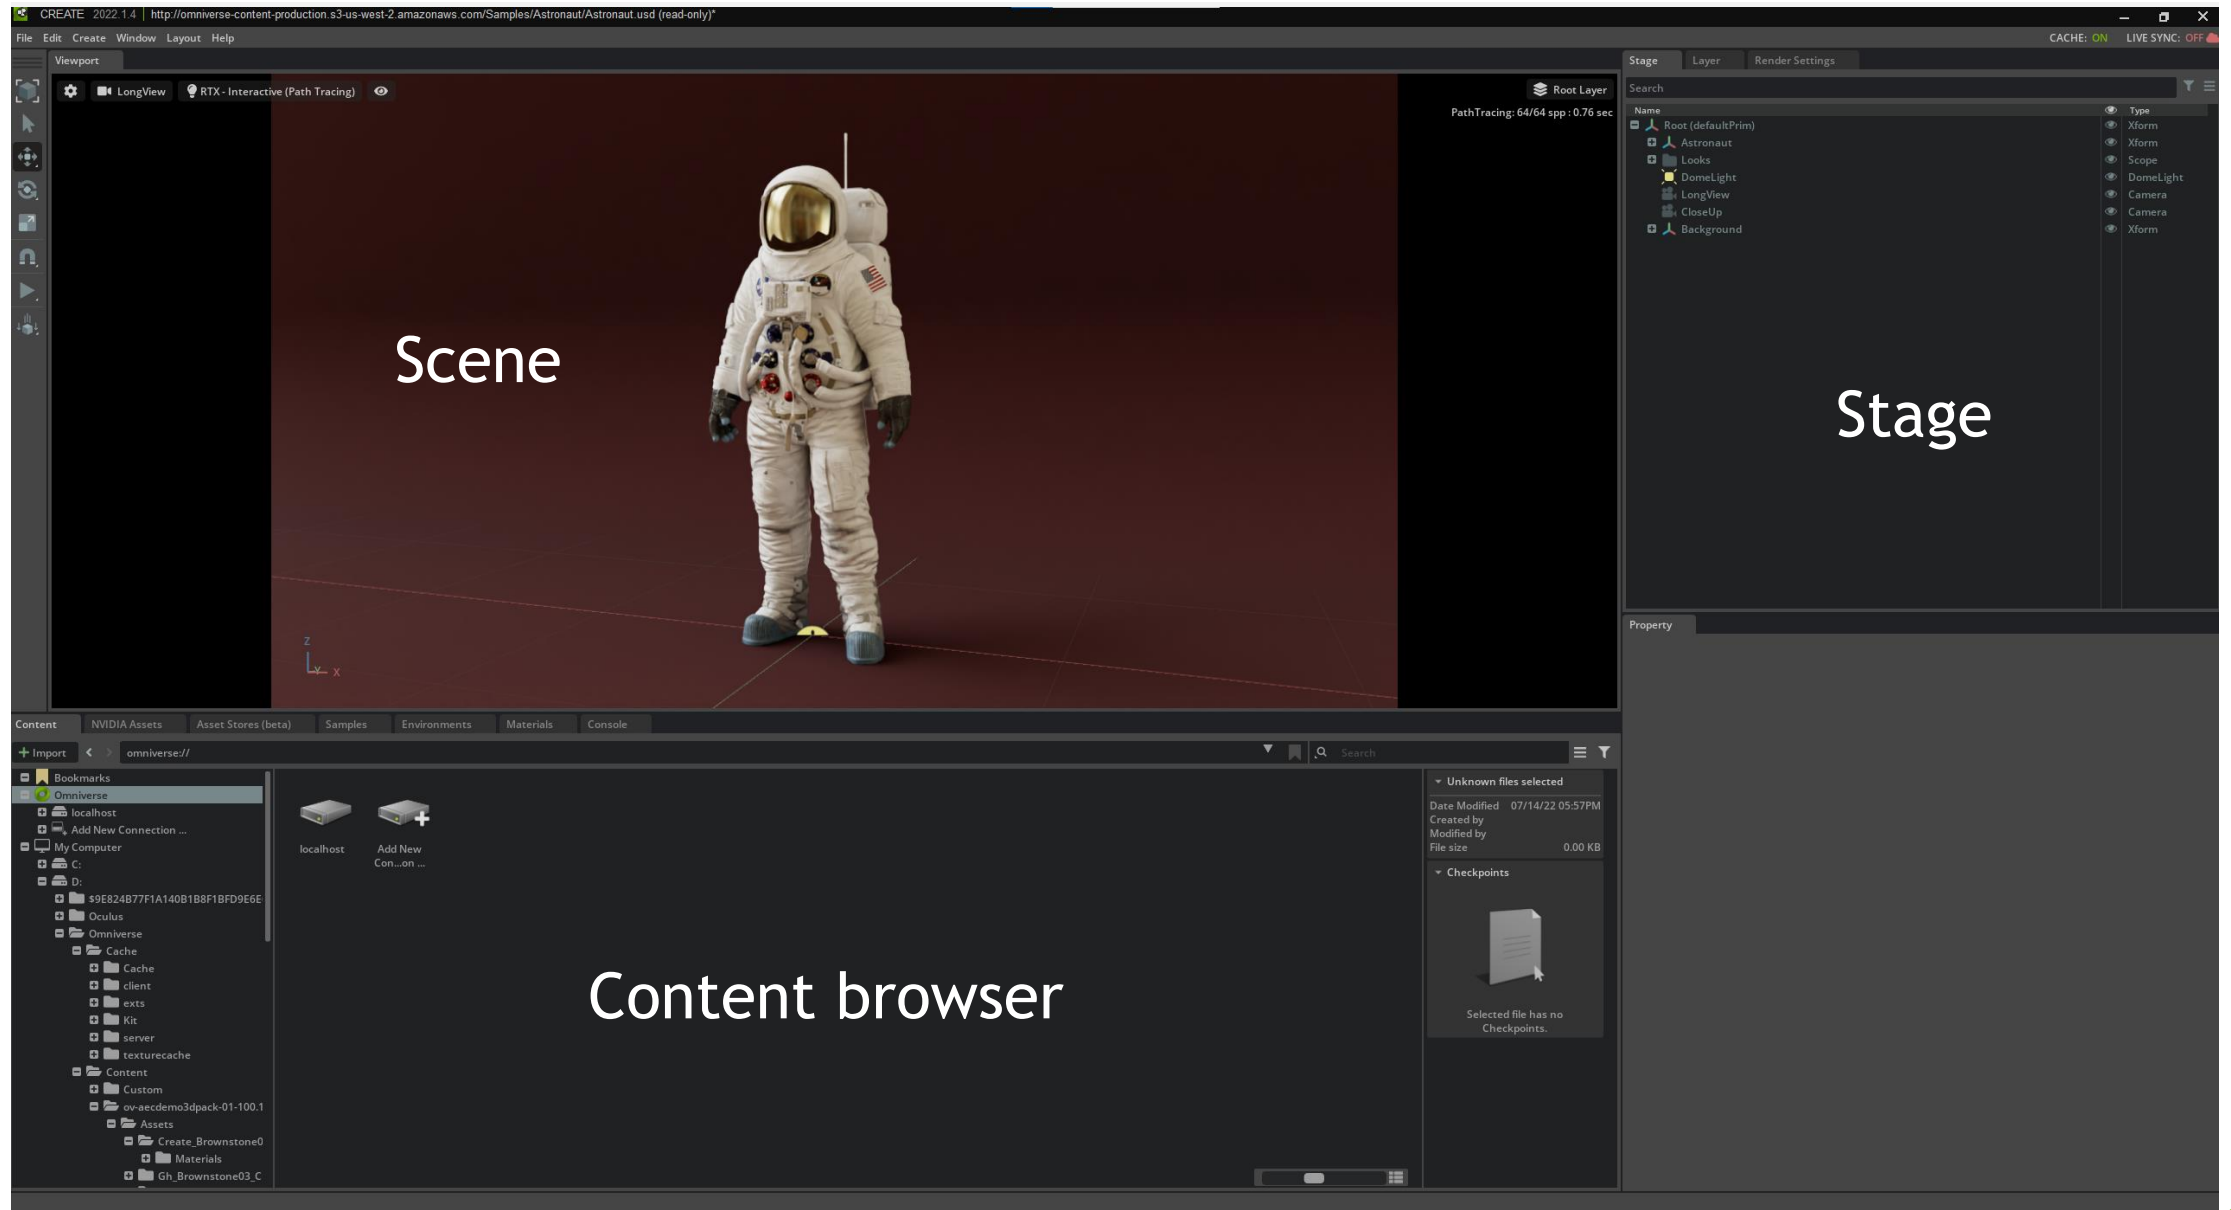 CREATE 2022.1.4 | http://omniverse-content-production.s3-us-west-2.amazonaws.com/Samples/Astronaut/Astronaut.usd (read-only)*
File Edit Create Window Layout Help
CACHE: ON LIVE SYNC: OFF
Viewport
LongView RTX - Interactive (Path Tracing)
Root Layer
PathTracing: 64/64 spp : 0.76 sec
Scene
Z
Y
X
Stage Layer Render Settings
Search
Name Type
Root (defaultPrim) Xform
Astronaut Xform
Looks Scope
DomeLight DomeLight
LongView Camera
CloseUp Camera
Background Xform
Stage
Property
Content NVIDIA Assets Asset Stores (beta) Samples Environments Materials Console
+ Import < > omniverse:// Search
Bookmarks
Omniverse
localhost
Add New Connection ...
My Computer
C:
D:
$9E824B77F1A140B1B8F1BFD9E6E
Oculus
Omniverse
Cache
Cache
client
exts
Kit
server
texturecache
Content
Custom
ov-aecdemo3dpack-01-100.1
Assets
Create_Brownstone0
Materials
Gh_Brownstone03_C
localhost
Add New
Con...on ...
Content browser
Unknown files selected
Date Modified 07/14/22 05:57PM
Created by
Modified by
File size 0.00 KB
Checkpoints
Selected file has no
Checkpoints.